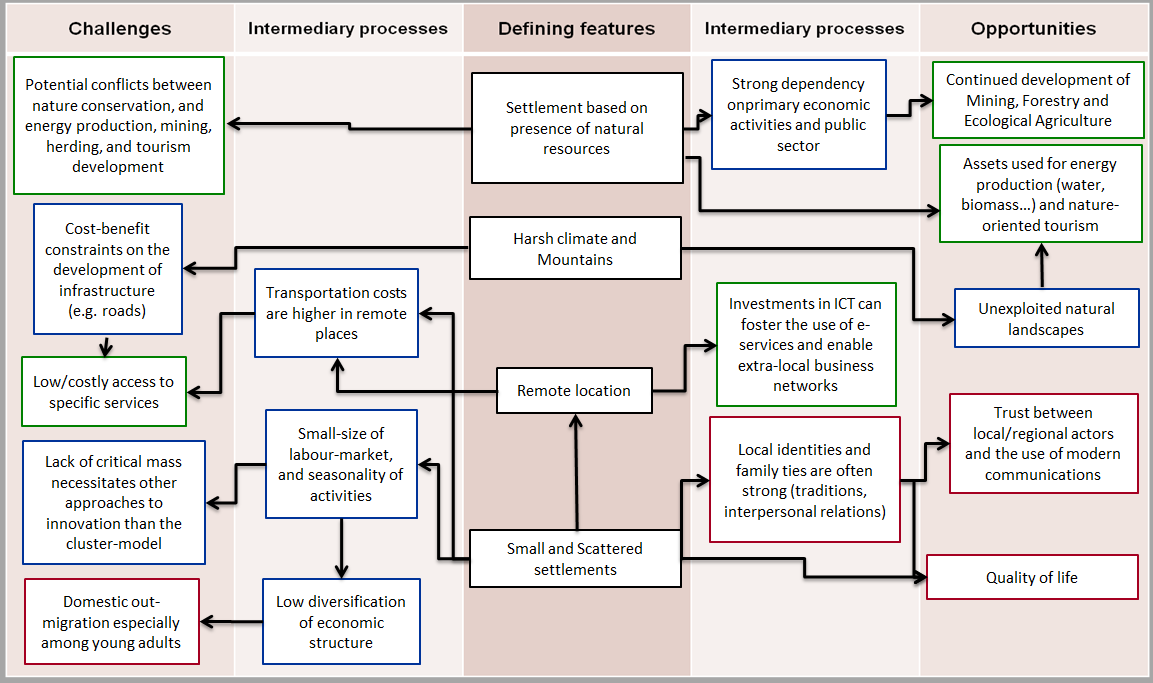 Challenges
Intermediary processes
Defining features
Intermediary processes
Opportunities
Potential conflicts between
nature conservation, and
energy production, mining,
herding, and tourism
development
Cost-benefit
constraints on the
development of
infrastructure
(e.g. roads)
Low/costly access to
specific services
Lack of critical mass
necessitates other
approaches to
innovation than the
cluster-model
Domestic out-
migration especially
among young adults
Transportation costs
are higher in remote
places
Small-size of
labour-market,
and seasonality of
activities
Low diversification
of economic
structure
Settlement based on
presence of natural
resources
Harsh climate and
Mountains
Remote location
Small and Scattered
settlements
Strong dependency
onprimary economic
activities and public
sector
Investments in ICT can
foster the use of e-
services and enable
extra-local business
networks
Local identities and
family ties are often
strong (traditions,
interpersonal relations)
Continued development of
Mining, Forestry and
Ecological Agriculture
Assets used for energy
production (water,
biomass...) and nature-
oriented tourism
Unexploited natural
landscapes
Trust between
local/regional actors
and the use of modern
communications
Quality of life